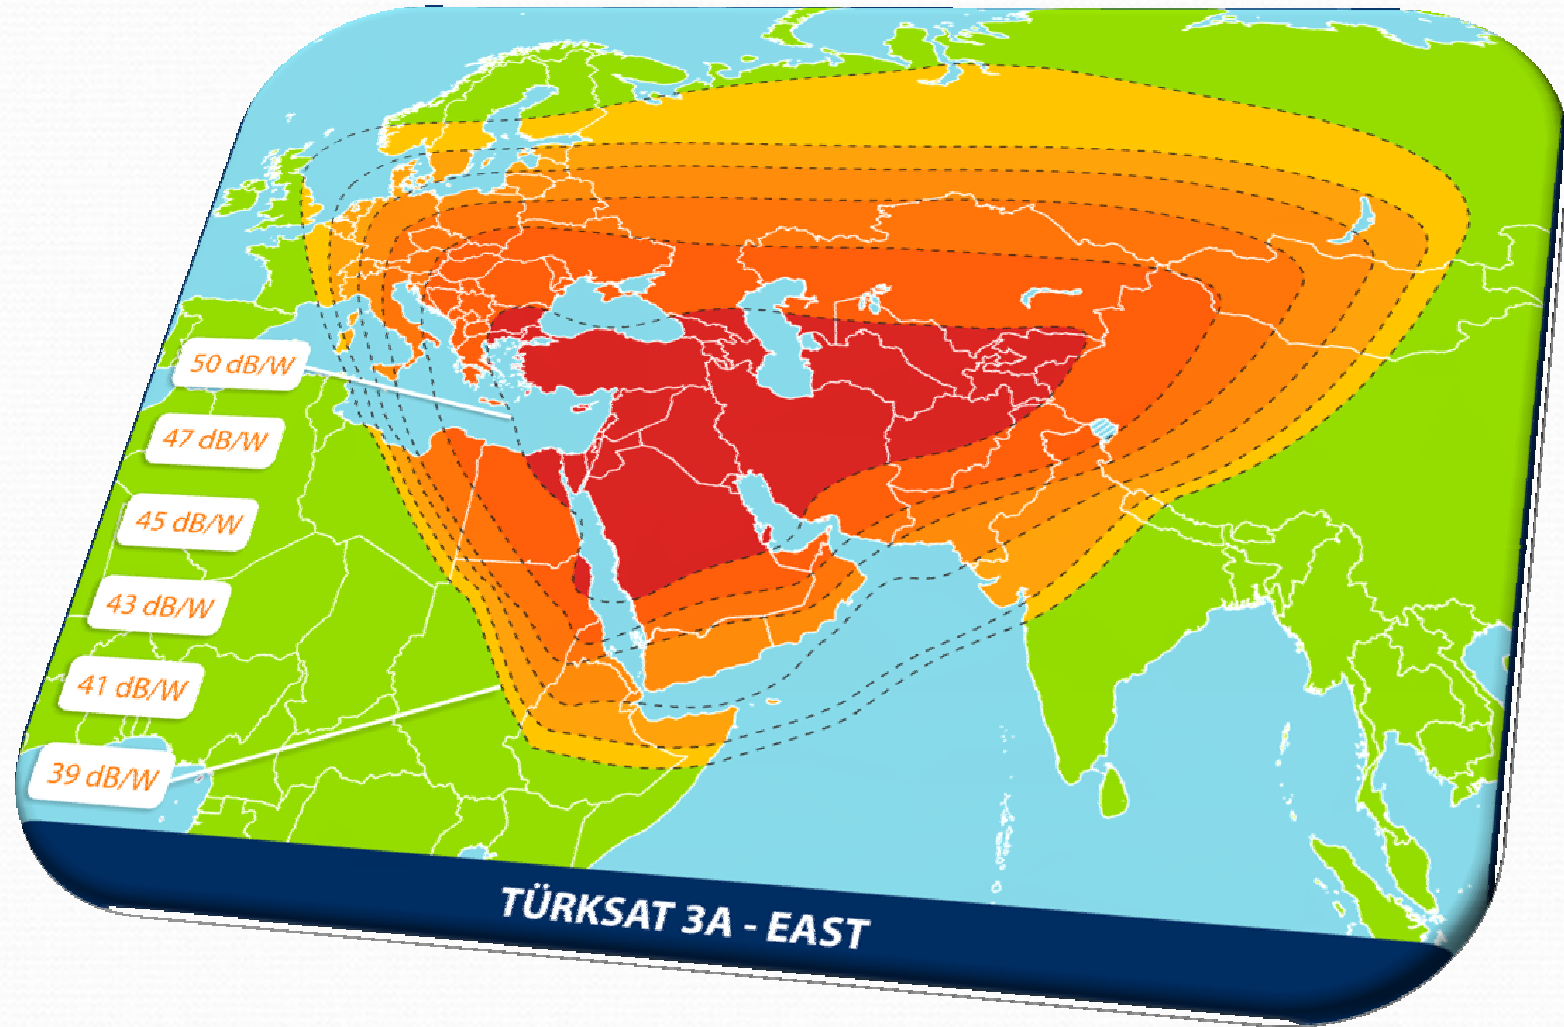 50 dB/W
47 dB/W
45 dB/W
43 dB/W
41 dB/W
39 dB/W
TÜRKSAT 3A - EAST